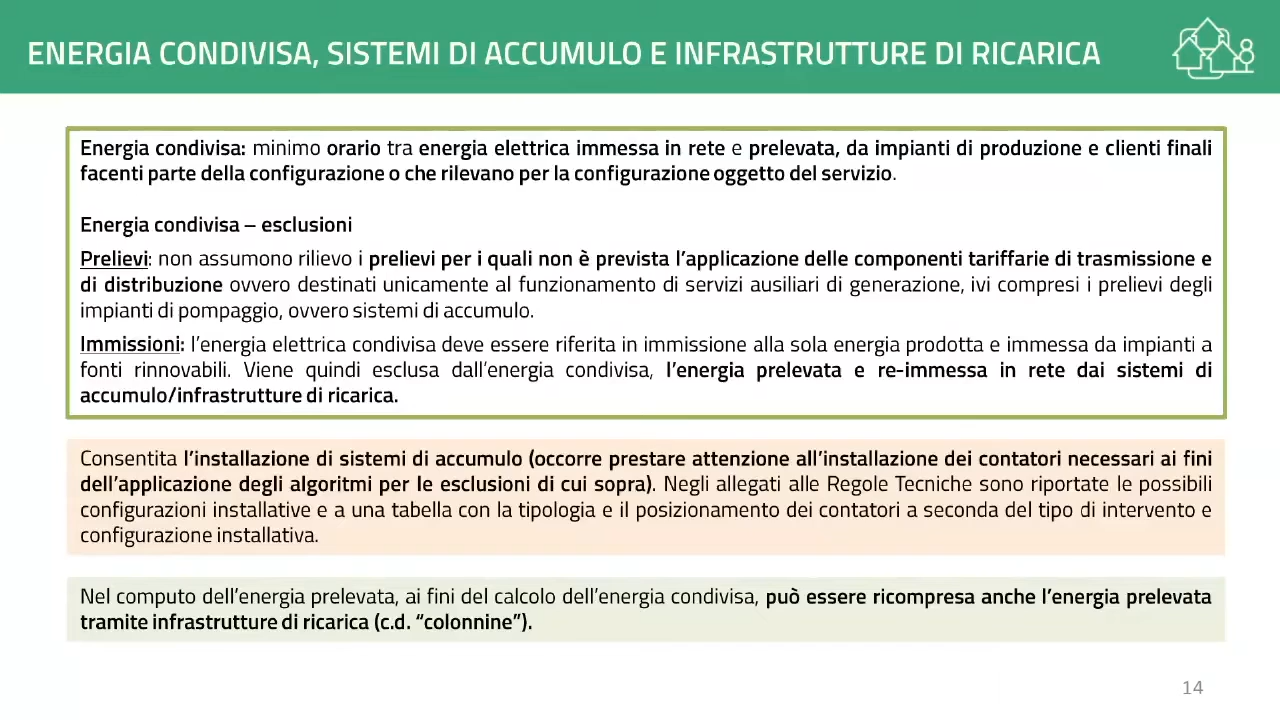 ENERGIA CONDIVISA, SISTEMI DI ACCUMULO E INFRASTRUTTURE DI RICARICA
Energia condivisa: minimo orario tra energia elettrica immessa in rete e prelevata, da impianti di produzione e clienti finali
facenti parte della configurazione o che rilevano per la configurazione oggetto del servizio.
Energia condivisa – esclusioni
Prelievi: non assumono rilievo i prelievi per i quali non è prevista l'applicazione delle componenti tariffarie di trasmissione e
di distribuzione ovvero destinati unicamente al funzionamento di servizi ausiliari di generazione, ivi compresi i prelievi degli
impianti di pompaggio, ovvero sistemi di accumulo.
Immissioni: l'energia elettrica condivisa deve essere riferita in immissione alla sola energia prodotta e immessa da impianti a
fonti rinnovabili. Viene quindi esclusa dall'energia condivisa, l'energia prelevata e re-immessa in rete dai sistemi di
accumulo/infrastrutture di ricarica.
Consentita l'installazione di sistemi di accumulo (occorre prestare attenzione all'installazione dei contatori necessari ai fini
dell'applicazione degli algoritmi per le esclusioni di cui sopra). Negli allegati alle Regole Tecniche sono riportate le possibili
configurazioni installative e a una tabella con la tipologia e il posizionamento dei contatori a seconda del tipo di intervento e
configurazione installativa.
Nel computo dell'energia prelevata, ai fini del calcolo dell'energia condivisa, può essere ricompresa anche l'energia prelevata
tramite infrastrutture di ricarica (c.d. "colonnine").
14